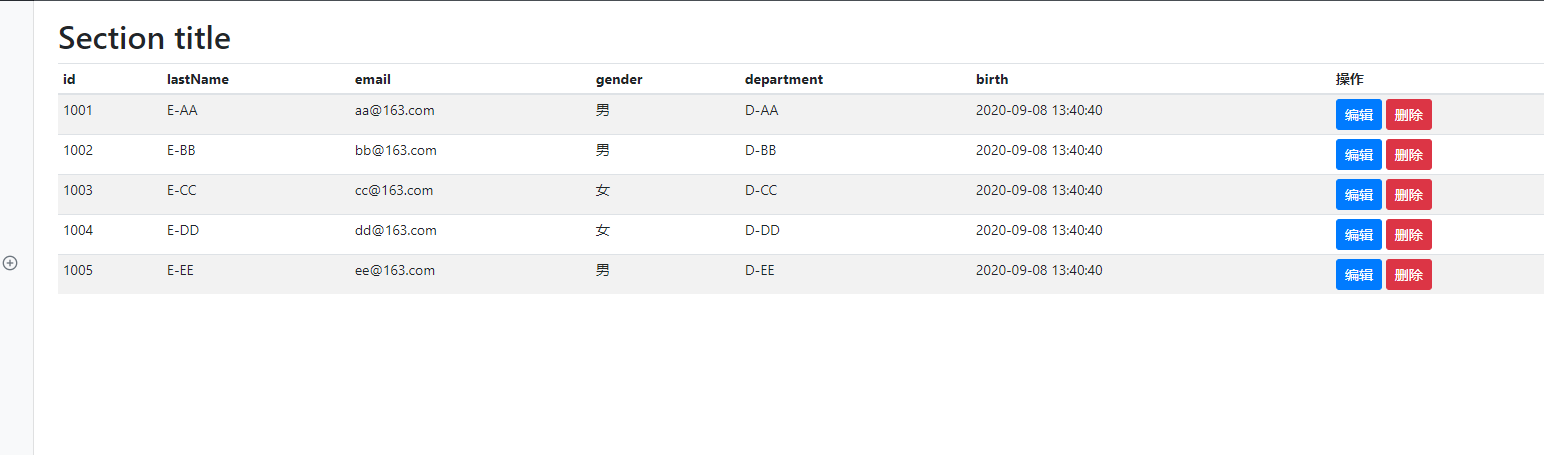 Section title
id lastName email gender department birth 操作
1001 E-AA aa@163.com 男 D-AA 2020-09-08 13:40:40 编辑 删除
1002 E-BB bb@163.com 男 D-BB 2020-09-08 13:40:40 编辑 删除
1003 E-CC cc@163.com 女 D-CC 2020-09-08 13:40:40 编辑 删除
1004 E-DD dd@163.com 女 D-DD 2020-09-08 13:40:40 编辑 删除
1005 E-EE ee@163.com 男 D-EE 2020-09-08 13:40:40 编辑 删除